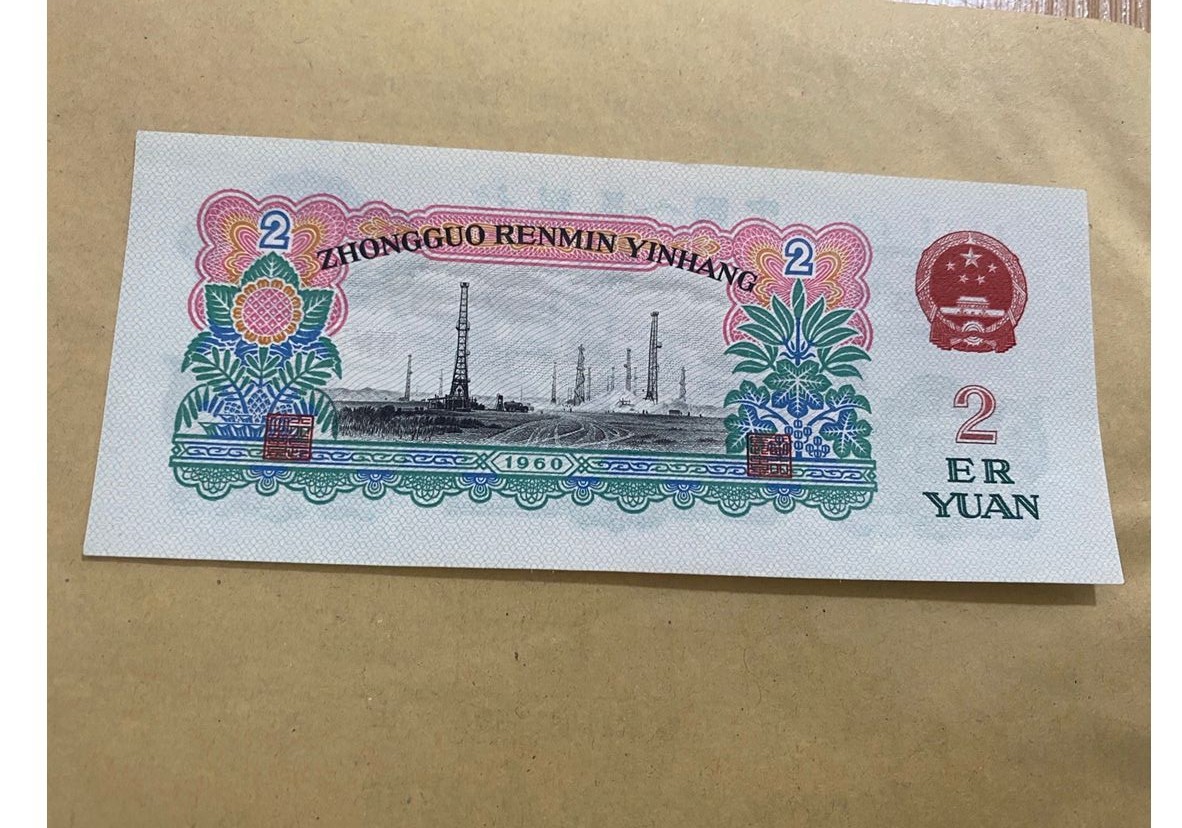 2
ZHONGGUO RENMIN YINHANG
2
1960
2
ER
YUAN